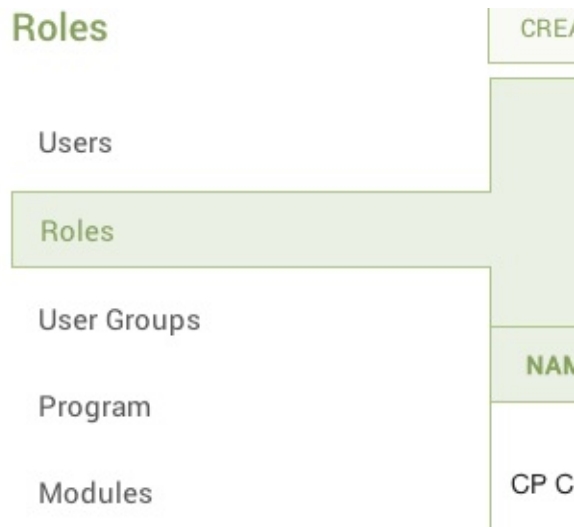 Roles
CREA
Users
Roles
User Groups
NAM
Program
CP C
Modules